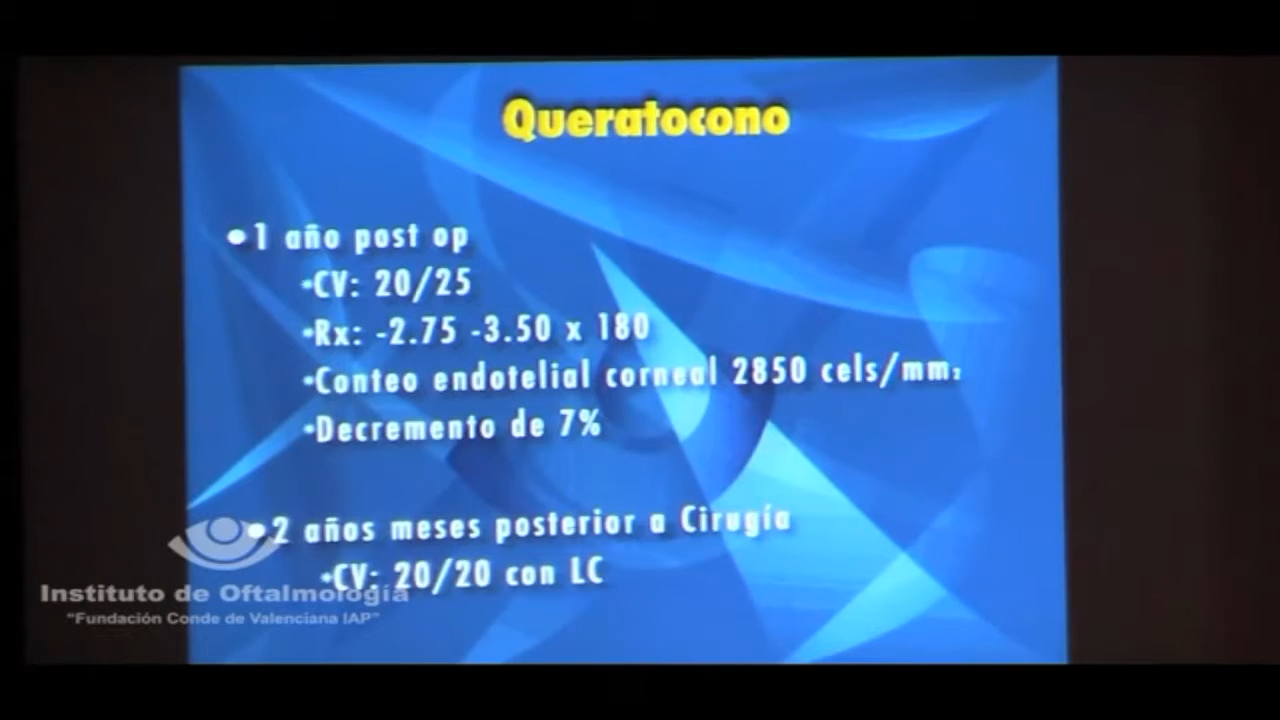 Queratocono
•1 año post op
•CV: 20/25
•Rx: -2.75 -3.50 x 180
•Conteo endotelial corneal 2850 cels/mm₂
•Decremento de 7%
•2 años meses posterior a Cirugía
•CV: 20/20 con LC
Instituto de Oftalmología
"Fundación Conde de Valenciana IAP"